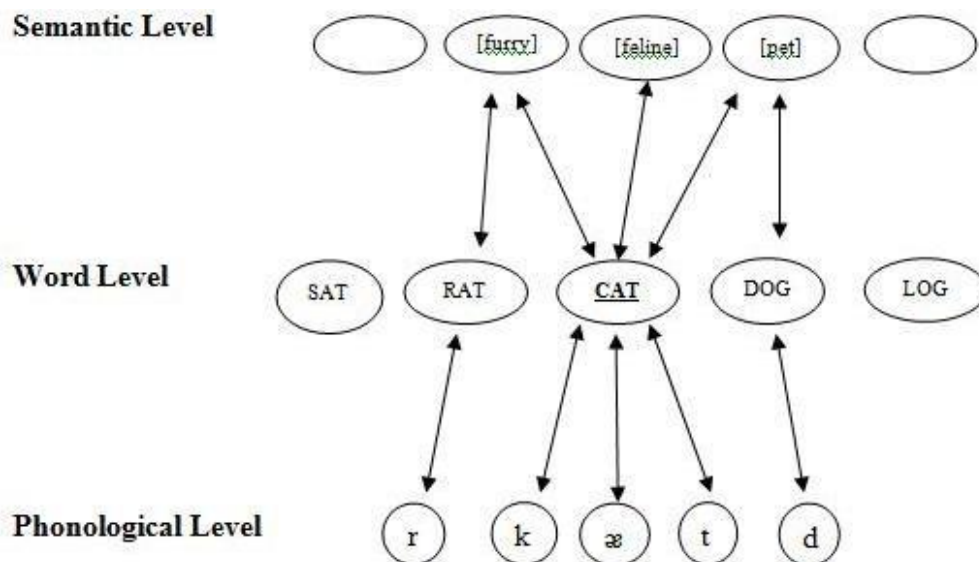 Semantic Level [furry] [feline] [pet]
Word Level SAT RAT CAT DOG LOG
Phonological Level r k æ t d